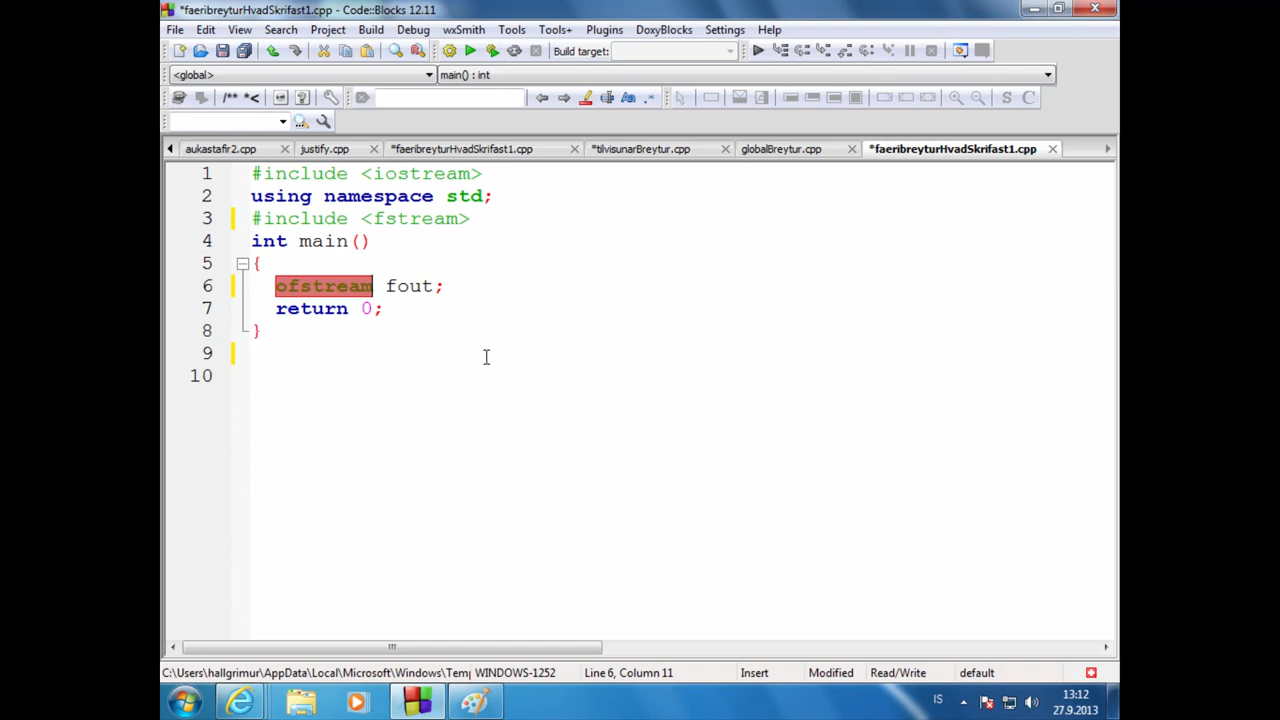 *faeribreyturHvadSkrifast1.cpp - Code::Blocks 12.11
File Edit View Search Project Build Debug wxSmith Tools Tools+ Plugins DoxyBlocks Settings Help
Build target:
<global> main() : int
/** *<
Aa .*
S C
aukastafir2.cpp justify.cpp *faeribreyturHvadSkrifast1.cpp *tilvisunarBreytur.cpp globalBreytur.cpp *faeribreyturHvadSkrifast1.cpp
1 #include <iostream>
2 using namespace std;
3 #include <fstream>
4 int main()
5 {
6 ofstream fout;
7 return 0;
8 }
9
10
C:\Users\hallgrimur\AppData\Local\Microsoft\Windows\Temp WINDOWS-1252 Line 6, Column 11 Insert Modified Read/Write default
IS 13:12
27.9.2013